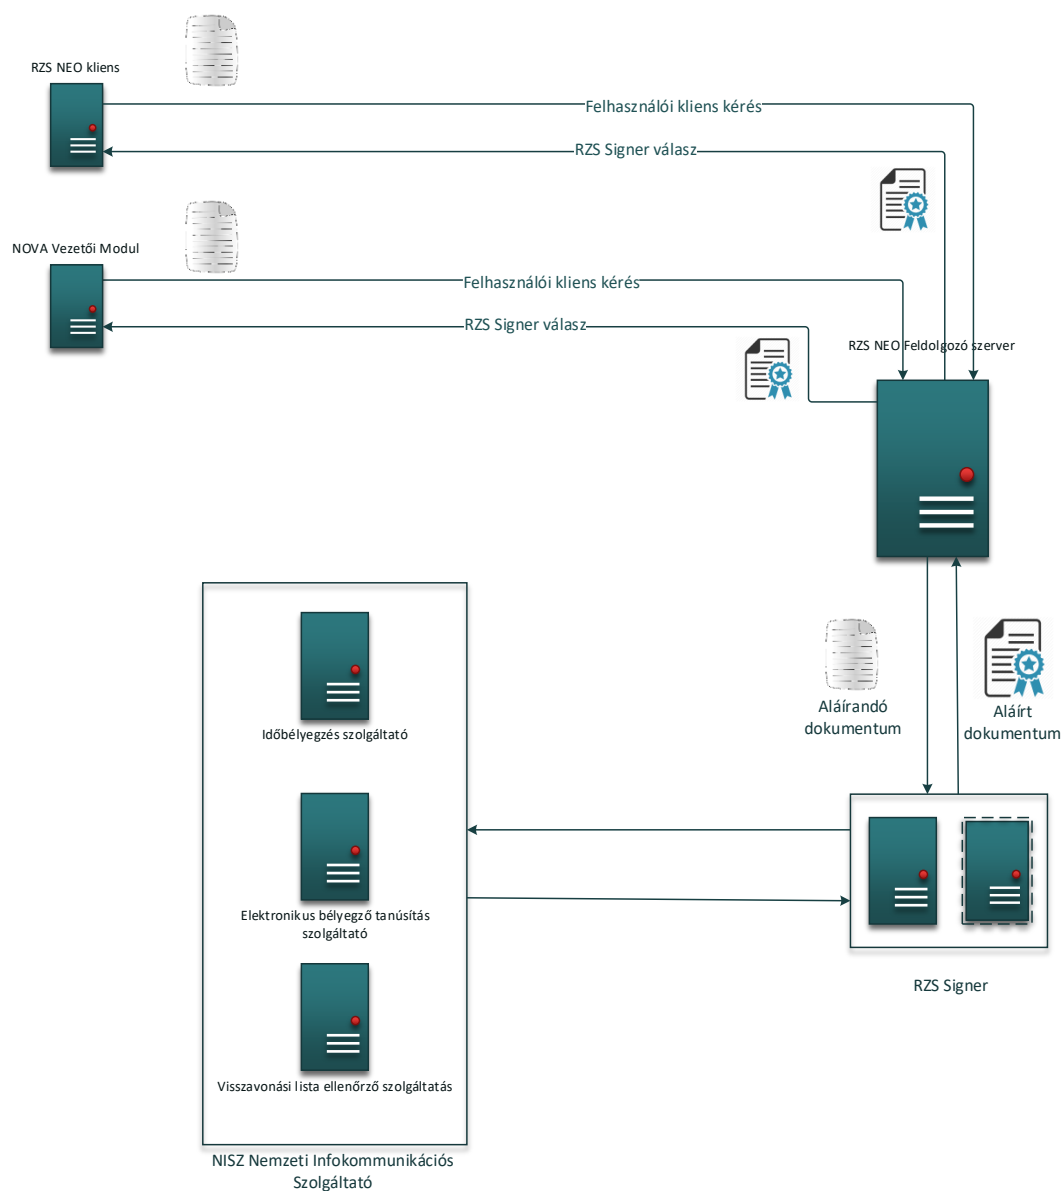 RZS NEO kliens
Felhasználói kliens kérés
RZS Signer válasz
NOVA Vezetői Modul
Felhasználói kliens kérés
RZS Signer válasz
RZS NEO Feldolgozó szerver
Aláírandó
dokumentum
Aláírt
dokumentum
Időbélyegzés szolgáltató
Elektronikus bélyegző tanúsítás
szolgáltató
Visszavonási lista ellenőrző szolgáltatás
RZS Signer
NISZ Nemzeti Infokommunikációs
Szolgáltató